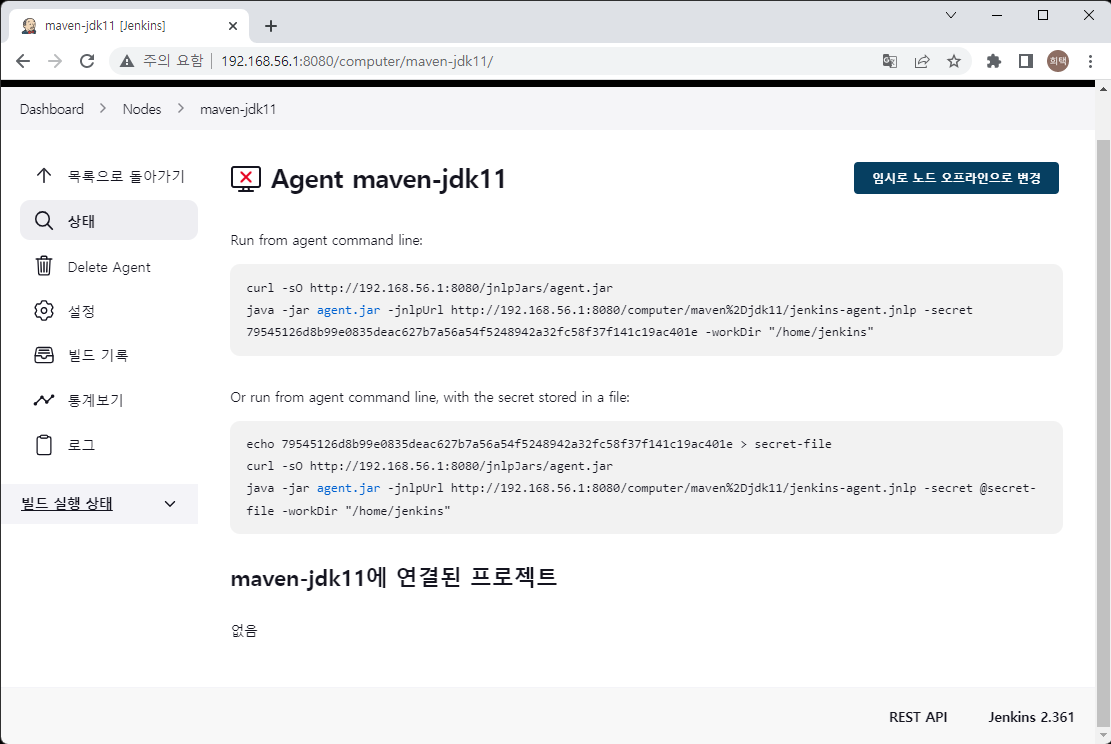 maven-jdk11 [Jenkins]
주의 요함 192.168.56.1:8080/computer/maven-jdk11/
희택
Dashboard > Nodes > maven-jdk11
목록으로 돌아가기
상태
Delete Agent
설정
빌드 기록
통계보기
로그
빌드 실행 상태
Agent maven-jdk11
임시로 노드 오프라인으로 변경
Run from agent command line:
curl -sO http://192.168.56.1:8080/jnlpJars/agent.jar
java -jar agent.jar -jnlpUrl http://192.168.56.1:8080/computer/maven%2Djdk11/jenkins-agent.jnlp -secret
79545126d8b99e0835deac627b7a56a54f5248942a32fc58f37f141c19ac401e -workDir "/home/jenkins"
Or run from agent command line, with the secret stored in a file:
echo 79545126d8b99e0835deac627b7a56a54f5248942a32fc58f37f141c19ac401e > secret-file
curl -sO http://192.168.56.1:8080/jnlpJars/agent.jar
java -jar agent.jar -jnlpUrl http://192.168.56.1:8080/computer/maven%2Djdk11/jenkins-agent.jnlp -secret @secret-
file -workDir "/home/jenkins"
maven-jdk11에 연결된 프로젝트
없음
REST API
Jenkins 2.361